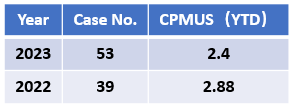 Year Case No. CPMUS（YTD）
2023 53 2.4
2022 39 2.88